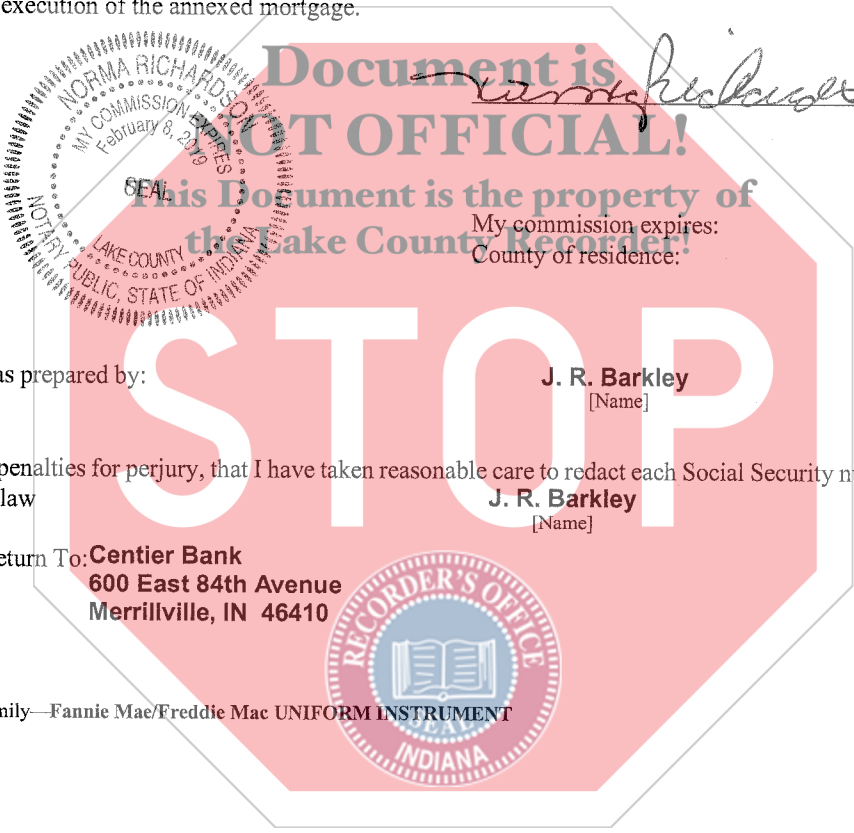 execution of the annexed mortgage.
NORMA RICHARDSON
MY COMMISSION EXPIRES
February 8, 2019
SEAL
LAKE COUNTY
NOTARY PUBLIC, STATE OF INDIANA
Document is
NOT OFFICIAL!
This Document is the property of
the Lake County Recorder!
My commission expires:
County of residence:
STOP
as prepared by:
J. R. Barkley
[Name]
penalties for perjury, that I have taken reasonable care to redact each Social Security
law
J. R. Barkley
[Name]
eturn To: Centier Bank
600 East 84th Avenue
Merrillville, IN 46410
RECORDER'S OFFICE
SEAL
INDIANA
mily—Fannie Mae/Freddie Mac UNIFORM INSTRUMENT